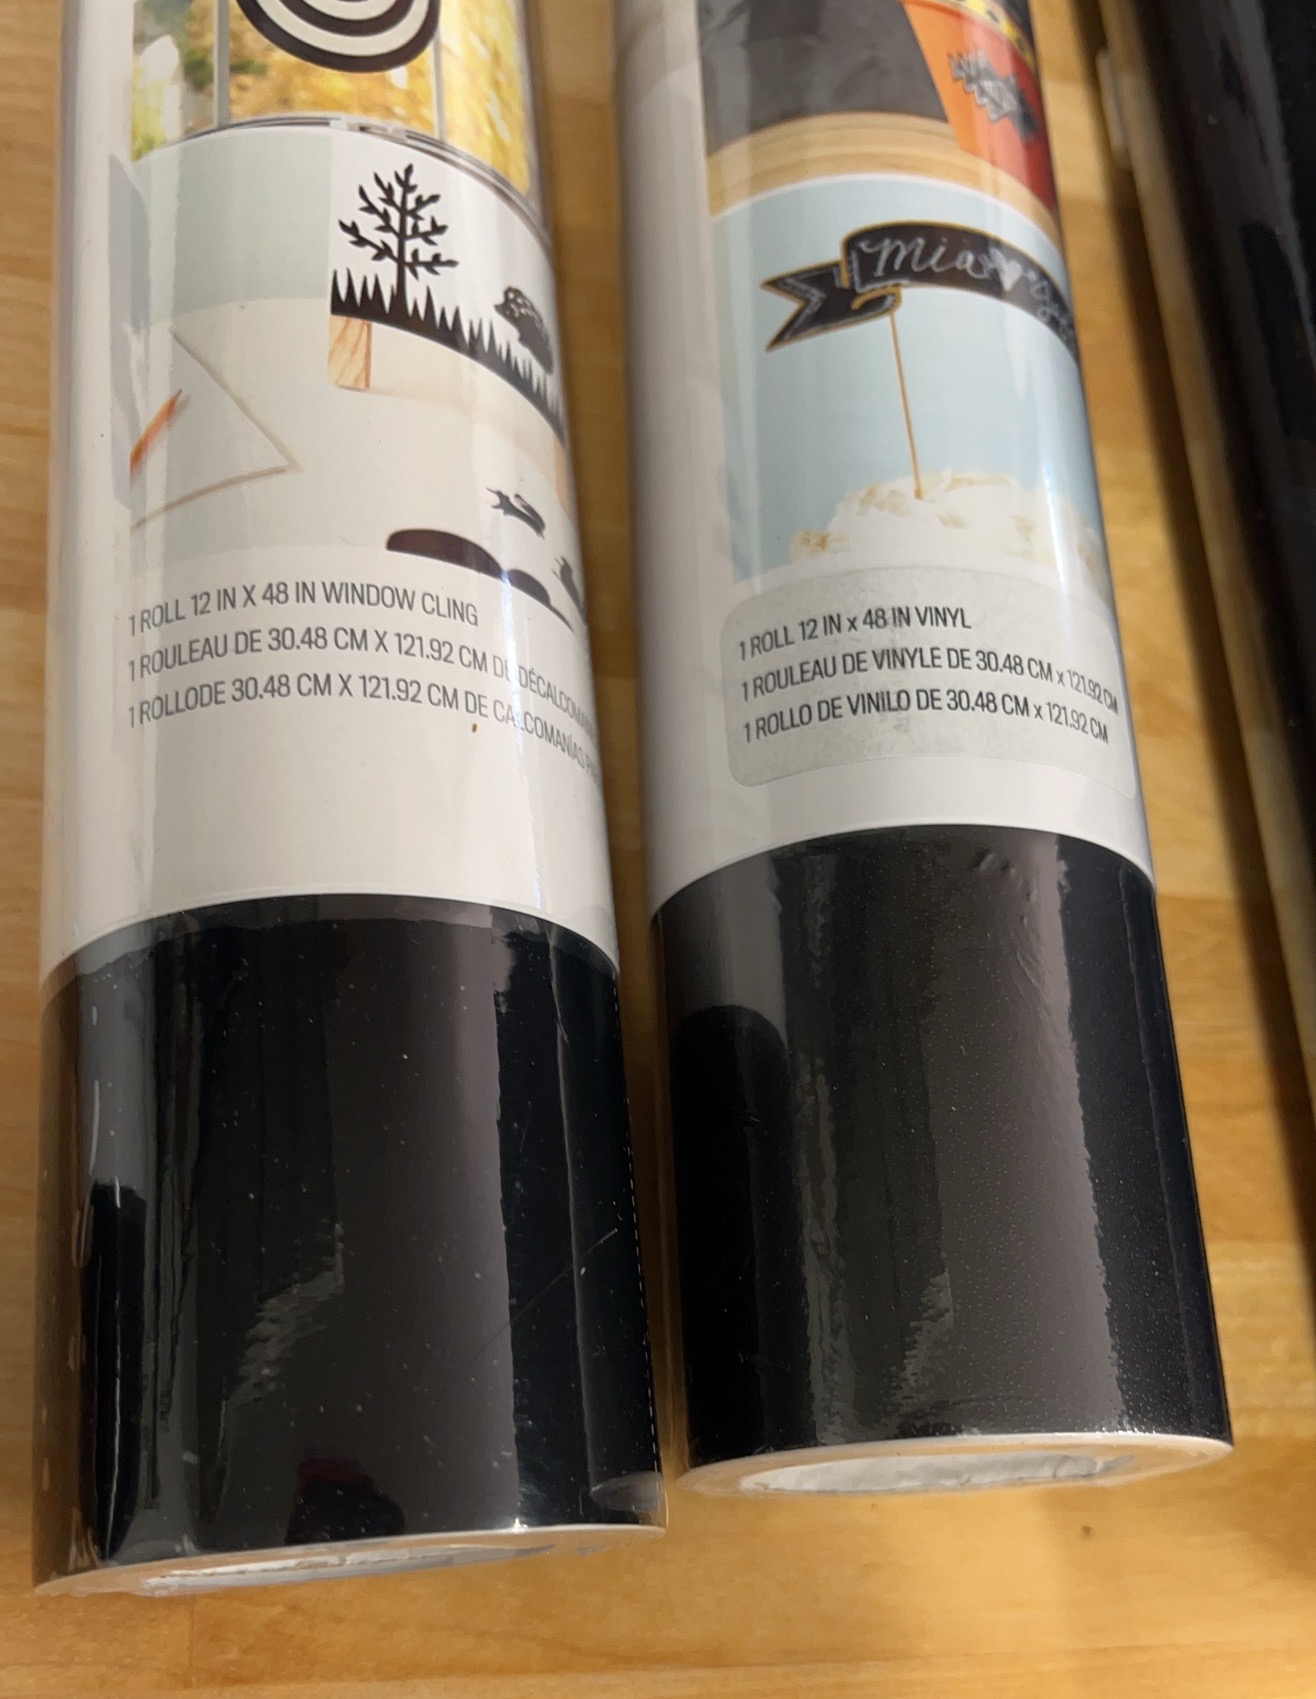 Mia
1 ROLL 12 IN X 48 IN WINDOW CLING
1 ROULEAU DE 30.48 CM X 121.92 CM DE
1 ROLLODE 30.48 CM X 121.92 CM DE CALCOMANÍAS
1 ROLL 12 IN x 48 IN VINYL
1 ROULEAU DE VINYLE DE 30.48 CM x 121.92 CM
1 ROLLO DE VINILO DE 30.48 CM x 121.92 CM